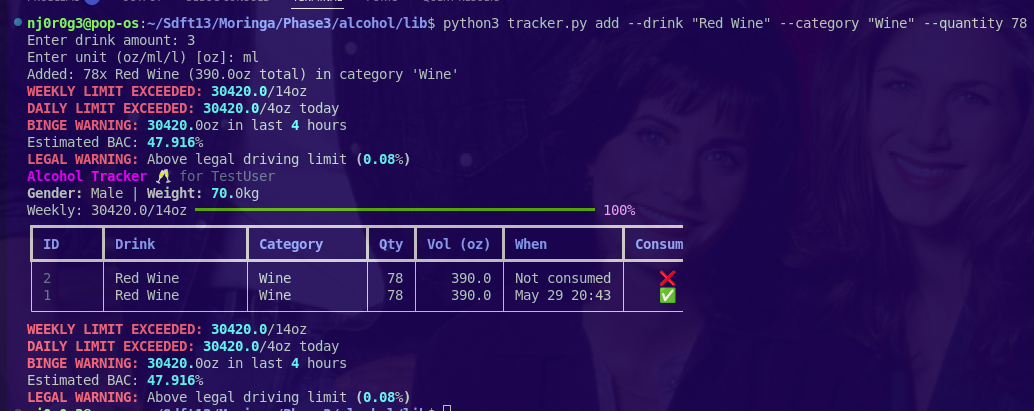 nj0r0g3@pop-os:~/Sdft13/Moringa/Phase3/alcohol/lib$ python3 tracker.py add --drink "Red Wine" --category "Wine" --quantity 78
Enter drink amount: 3
Enter unit (oz/ml/l) [oz]: ml
Added: 78x Red Wine (390.0oz total) in category 'Wine'
WEEKLY LIMIT EXCEEDED: 30420.0/14oz
DAILY LIMIT EXCEEDED: 30420.0/4oz today
BINGE WARNING: 30420.0oz in last 4 hours
Estimated BAC: 47.916%
LEGAL WARNING: Above legal driving limit (0.08%)
Alcohol Tracker 🥂 for TestUser
Gender: Male | Weight: 70.0kg
Weekly: 30420.0/14oz 100%
ID Drink Category Qty Vol (oz) When Consum
2 Red Wine Wine 78 390.0 Not consumed ❌
1 Red Wine Wine 78 390.0 May 29 20:43 ✅
WEEKLY LIMIT EXCEEDED: 30420.0/14oz
DAILY LIMIT EXCEEDED: 30420.0/4oz today
BINGE WARNING: 30420.0oz in last 4 hours
Estimated BAC: 47.916%
LEGAL WARNING: Above legal driving limit (0.08%)